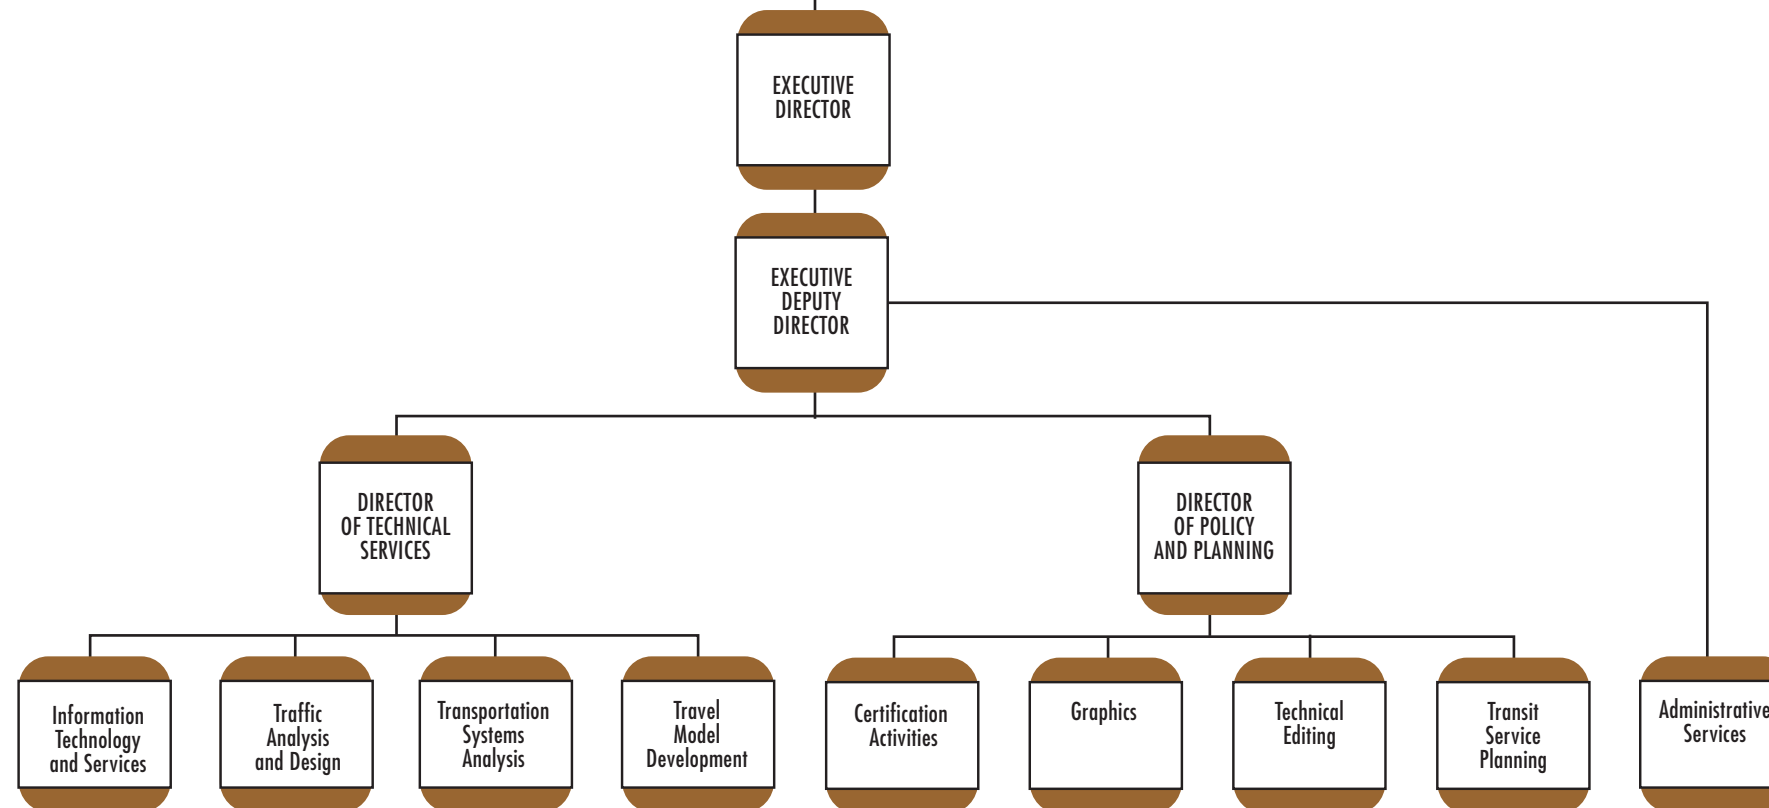 EXECUTIVE
DIRECTOR
EXECUTIVE
DEPUTY
DIRECTOR
DIRECTOR
OF TECHNICAL
SERVICES
DIRECTOR
OF POLICY
AND PLANNING
Information
Technology
and Services
Traffic
Analysis
and Design
Transportation
Systems
Analysis
Travel
Model
Development
Certification
Activities
Graphics
Technical
Editing
Transit
Service
Planning
Administrative
Services